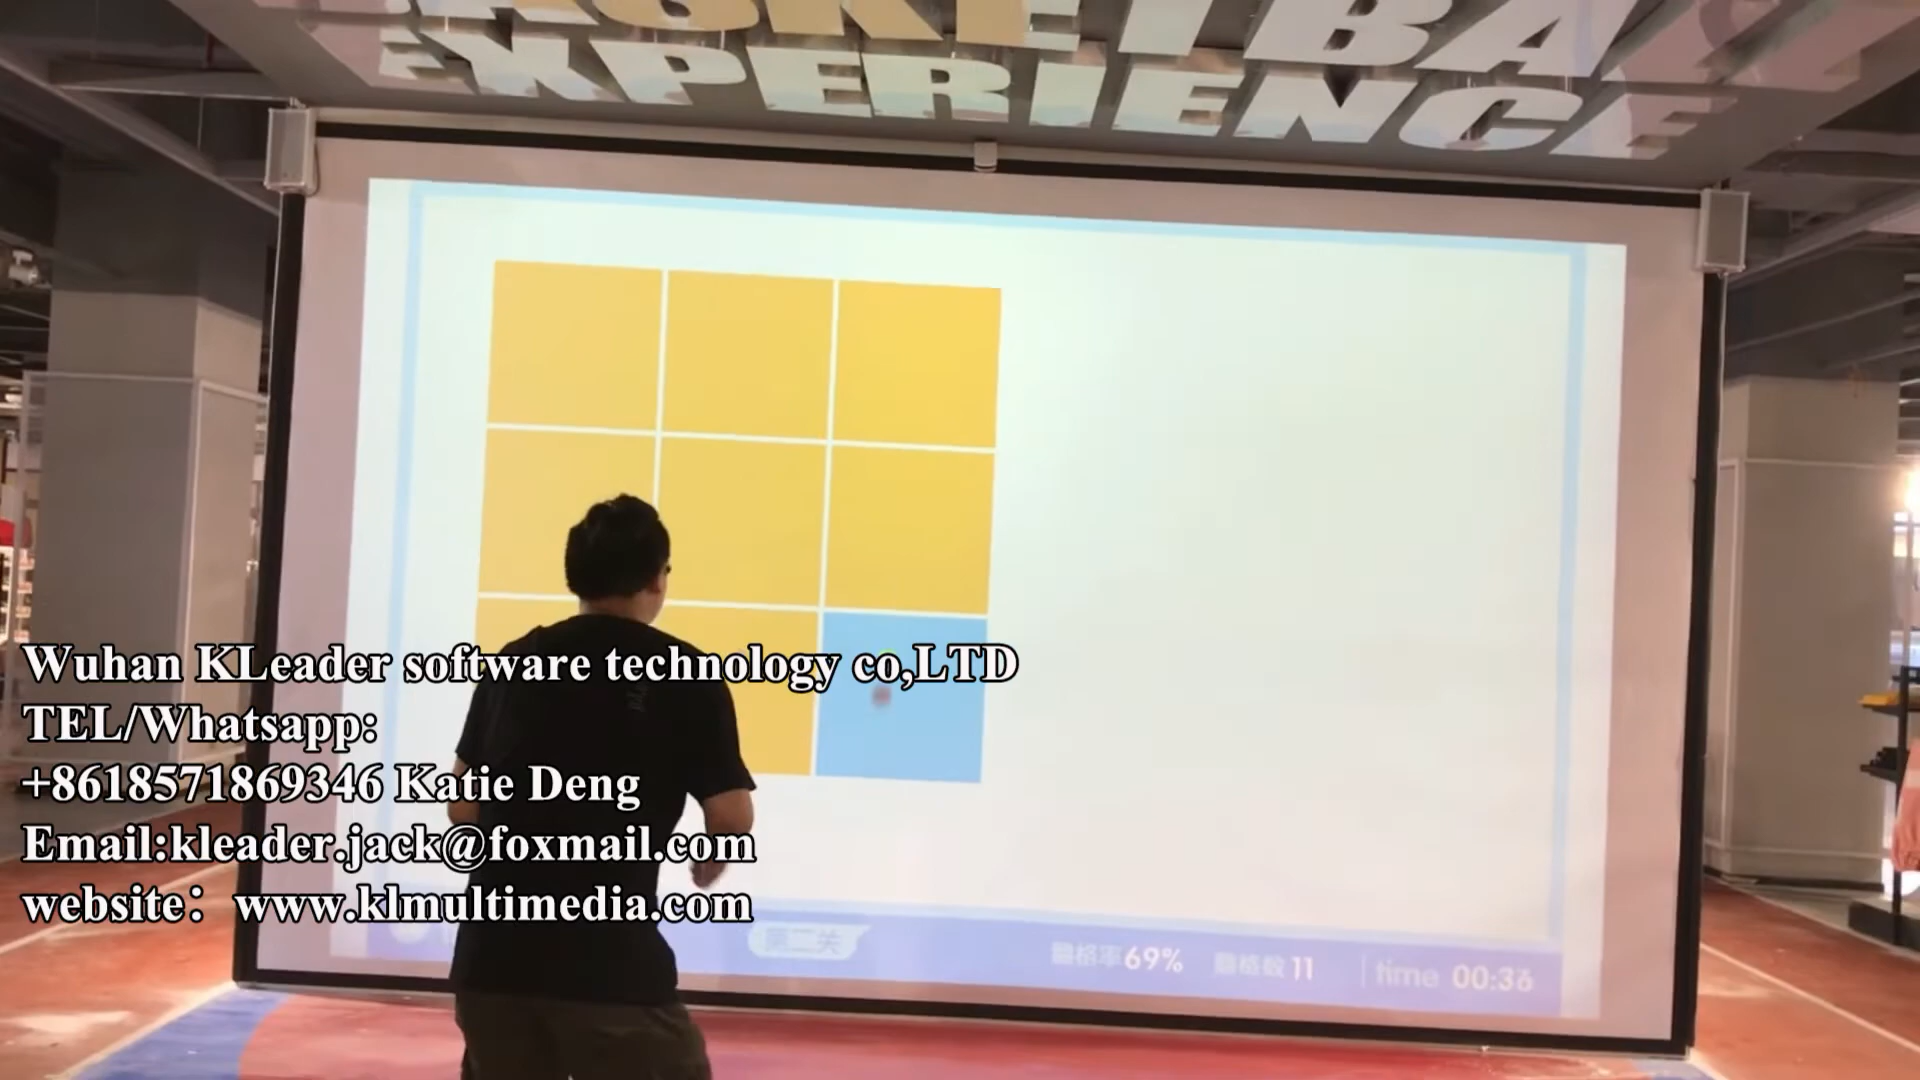 BASKETBALL
EXPERIENCE
Wuhan KLeader software technology co,LTD
TEL/Whatsapp:
+8618571869346 Katie Deng
Email:kleader.jack@foxmail.com
website：www.klmultimedia.com
第二关
69%
11
time 00:36